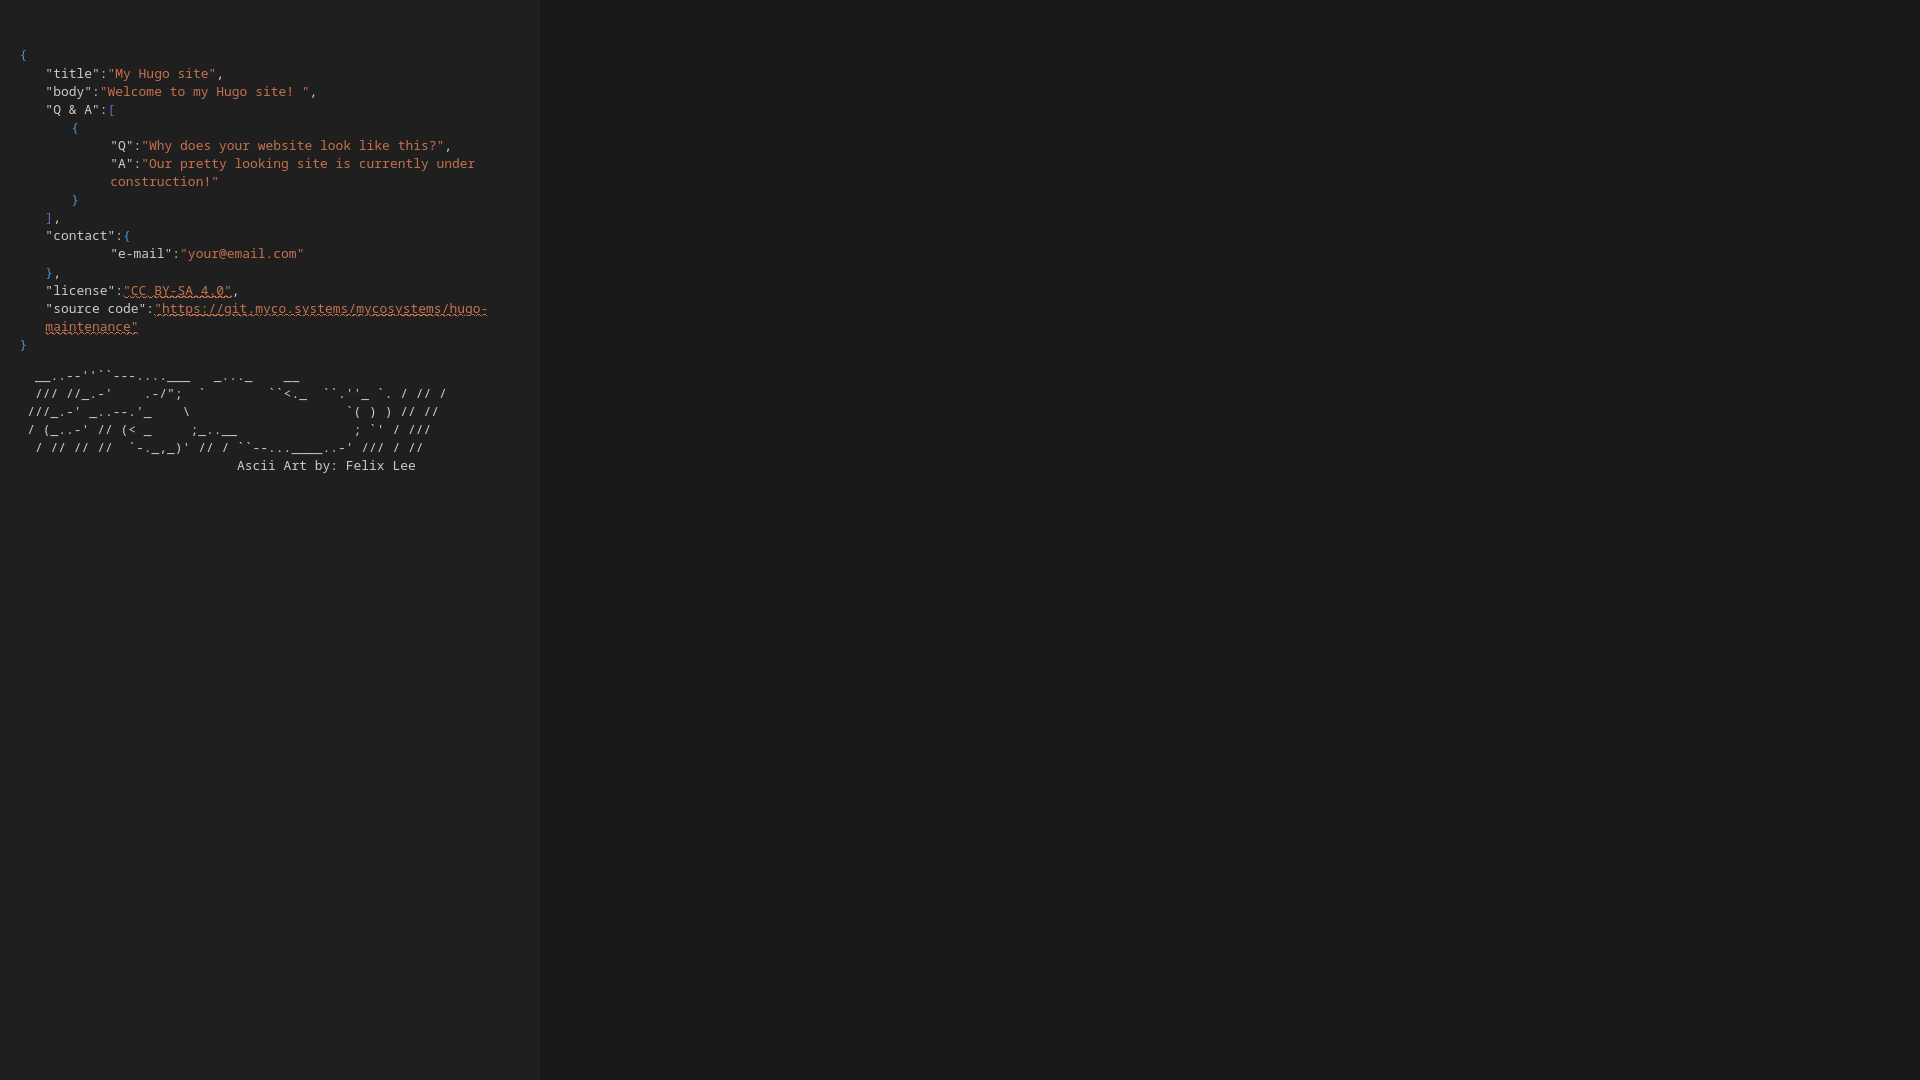 {
"title":"My Hugo site",
"body":"Welcome to my Hugo site! ",
"Q & A":[
{
"Q":"Why does your website look like this?",
"A":"Our pretty looking site is currently under
construction!"
}
],
"contact":{
"e-mail":"your@email.com"
},
"license":"CC BY-SA 4.0",
"source code":"https://git.myco.systems/mycosystems/hugo-
maintenance"
}
  __..--''``---....___   _..._    __
  /// //_.-'    .-/";  `        ``<._  ``.''_ `. / // /
 ///_.-' _..--.'_    \                    `( ) ) // //
 / (_..-' // (< _     ;_..__               ; `' / ///
  / // // //  `-._,_)' // / ``--...____..-' /// / //
                            Ascii Art by: Felix Lee